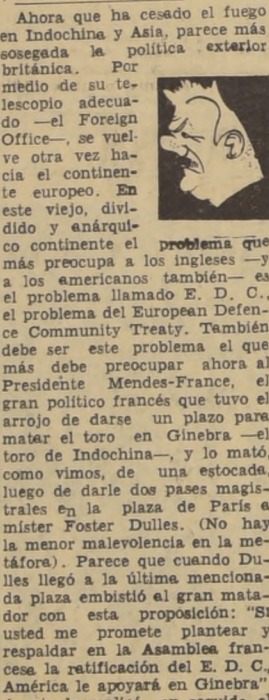 Ahora que ha cesado el fuego
en Indochina y Asia, parece más
sosegada la política exterior
británica. Por
medio de su te-
lescopio adecua-
do —el Foreign
Office—, se vuel-
ve otra vez ha-
cia el continen-
te europeo. En
este viejo, divi-
dido y anárqui-
co continente el problema que
más preocupa a los ingleses —y
a los americanos también— es
el problema llamado E. D. C.,
el problema del European Defen-
ce Community Treaty. También
debe ser este problema el que
más debe preocupar ahora al
Presidente Mendes-France, el
gran político francés que tuvo el
arrojo de darse un plazo para
matar el toro en Ginebra —el
toro de Indochina—, y lo mató,
como vimos, de una estocada,
luego de darle dos pases magis-
trales en la plaza de París a
míster Foster Dulles. (No hay
la menor malevolencia en la me-
táfora). Parece que cuando Du-
lles llegó a la última menciona-
da plaza embistió al gran mata-
dor con esta proposición: "Si
usted me promete plantear y
respaldar en la Asamblea fran-
cesa la ratificación del E. D. C.,
América le apoyará en Ginebra".